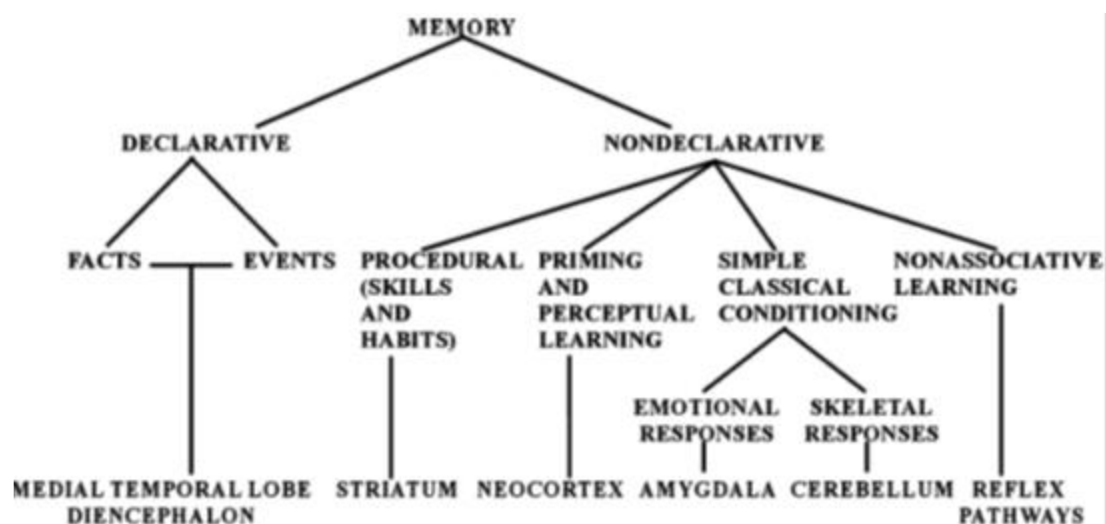 MEMORY
DECLARATIVE NONDECLARATIVE
FACTS EVENTS PROCEDURAL PRIMING SIMPLE NONASSOCIATIVE
(SKILLS AND CLASSICAL LEARNING
AND PERCEPTUAL CONDITIONING
HABITS) LEARNING
EMOTIONAL SKELETAL
RESPONSES RESPONSES
MEDIAL TEMPORAL LOBE STRIATUM NEOCORTEX AMYGDALA CEREBELLUM REFLEX
DIENCEPHALON PATHWAYS